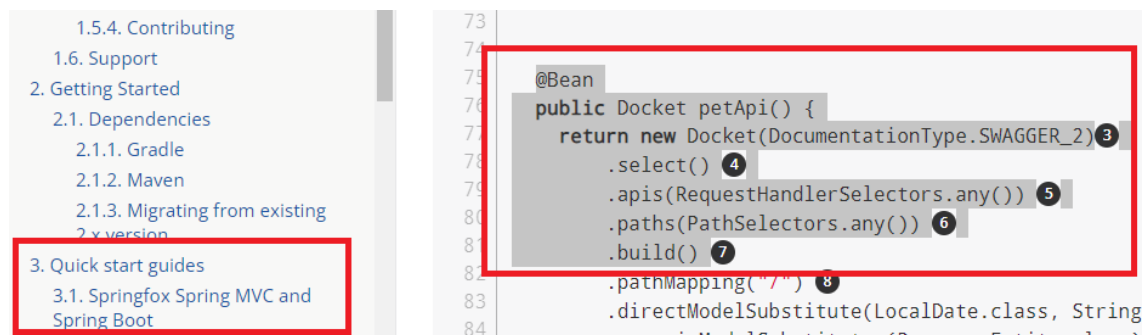 1.5.4. Contributing
1.6. Support
2. Getting Started
2.1. Dependencies
2.1.1. Gradle
2.1.2. Maven
2.1.3. Migrating from existing
2.x version
3. Quick start guides
3.1. Springfox Spring MVC and
Spring Boot
73
74
75 @Bean
76 public Docket petApi() {
77 return new Docket(DocumentationType.SWAGGER_2) 3
78 .select() 4
79 .apis(RequestHandlerSelectors.any()) 5
80 .paths(PathSelectors.any()) 6
81 .build() 7
82 .pathMapping("/") 8
83 .directModelSubstitute(LocalDate.class, String
84